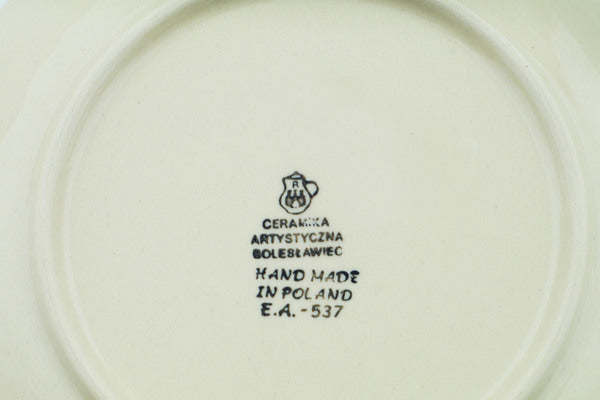 R
CERAMIKA
ARTYSTYCZNA
BOLESŁAWIEC
HAND MADE
IN POLAND
E.A.-537